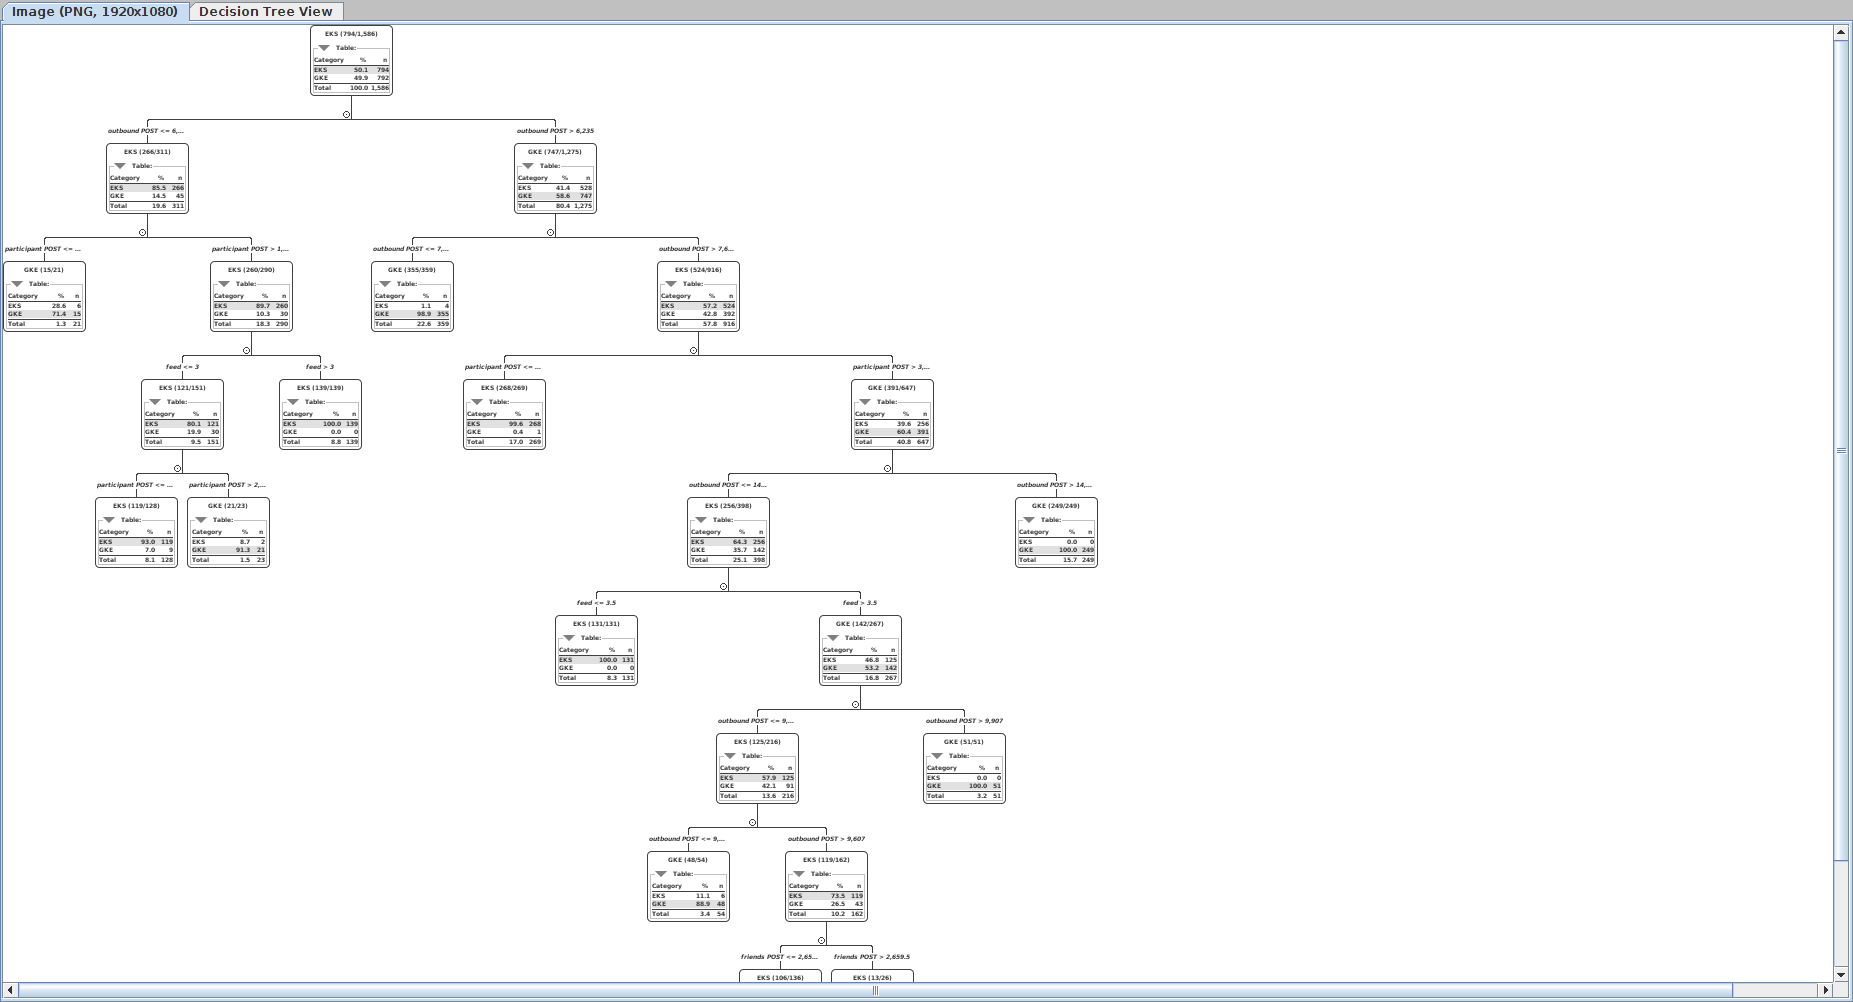 Image (PNG, 1920x1080)
Decision Tree View
EKS (794/1,586)
Table:
Category % n
EKS 50.1 794
GKE 49.9 792
Total 100.0 1,586
outbound POST <= 6,...
outbound POST > 6,235
EKS (266/311)
Table:
Category % n
EKS 85.5 266
GKE 14.5 45
Total 19.6 311
GKE (747/1,275)
Table:
Category % n
EKS 41.4 528
GKE 58.6 747
Total 80.4 1,275
participant POST <= ...
participant POST > 1,...
outbound POST <= 7,...
outbound POST > 7,6...
GKE (15/21)
Table:
Category % n
EKS 28.6 6
GKE 71.4 15
Total 1.3 21
EKS (260/290)
Table:
Category % n
EKS 89.7 260
GKE 10.3 30
Total 18.3 290
GKE (355/359)
Table:
Category % n
EKS 1.1 4
GKE 98.9 355
Total 22.6 359
EKS (524/916)
Table:
Category % n
EKS 57.2 524
GKE 42.8 392
Total 57.8 916
feed <= 3
feed > 3
participant POST <= ...
participant POST > 3,...
EKS (121/151)
Table:
Category % n
EKS 80.1 121
GKE 19.9 30
Total 9.5 151
EKS (139/139)
Table:
Category % n
EKS 100.0 139
GKE 0.0 0
Total 8.8 139
EKS (268/269)
Table:
Category % n
EKS 99.6 268
GKE 0.4 1
Total 17.0 269
GKE (391/647)
Table:
Category % n
EKS 39.6 256
GKE 60.4 391
Total 40.8 647
participant POST <= ...
participant POST > 2,...
outbound POST <= 14...
outbound POST > 14,...
EKS (119/128)
Table:
Category % n
EKS 93.0 119
GKE 7.0 9
Total 8.1 128
GKE (21/23)
Table:
Category % n
EKS 8.7 2
GKE 91.3 21
Total 1.5 23
EKS (256/398)
Table:
Category % n
EKS 64.3 256
GKE 35.7 142
Total 25.1 398
GKE (249/249)
Table:
Category % n
EKS 0.0 0
GKE 100.0 249
Total 15.7 249
feed <= 3.5
feed > 3.5
EKS (131/131)
Table:
Category % n
EKS 100.0 131
GKE 0.0 0
Total 8.3 131
GKE (142/267)
Table:
Category % n
EKS 46.8 125
GKE 53.2 142
Total 16.8 267
outbound POST <= 9,...
outbound POST > 9,907
EKS (125/216)
Table:
Category % n
EKS 57.9 125
GKE 42.1 91
Total 13.6 216
GKE (51/51)
Table:
Category % n
EKS 0.0 0
GKE 100.0 51
Total 3.2 51
outbound POST <= 9,...
outbound POST > 9,607
GKE (48/54)
Table:
Category % n
EKS 11.1 6
GKE 88.9 48
Total 3.4 54
EKS (119/162)
Table:
Category % n
EKS 73.5 119
GKE 26.5 43
Total 10.2 162
friends POST <= 2,65...
friends POST > 2,659.5
EKS (106/136)
EKS (13/26)